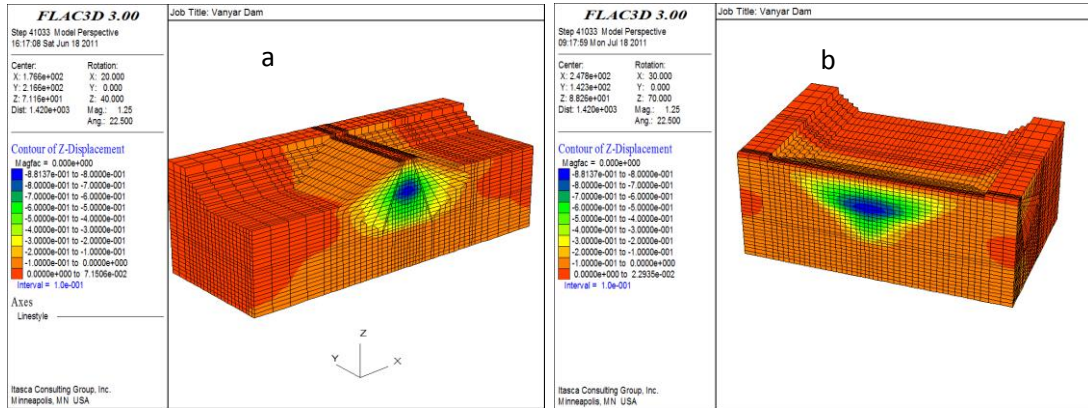 FLAC3D 3.00
Step 41033 Model Perspective
16:17:08 Sat Jun 18 2011
Center: Rotation:
X: 1.766e+002 X: 20.000
Y: 2.166e+002 Y: 0.000
Z: 7.116e+001 Z: 40.000
Dist: 1.420e+003 Mag.: 1.25
Ang.: 22.500
Contour of Z-Displacement
Magfac = 0.000e+000
-8.8137e-001 to -8.0000e-001
-8.0000e-001 to -7.0000e-001
-7.0000e-001 to -6.0000e-001
-6.0000e-001 to -5.0000e-001
-5.0000e-001 to -4.0000e-001
-4.0000e-001 to -3.0000e-001
-3.0000e-001 to -2.0000e-001
-2.0000e-001 to -1.0000e-001
-1.0000e-001 to 0.0000e+000
0.0000e+000 to 7.1506e-002
Interval = 1.0e-001
Axes
Linestyle
Itasca Consulting Group, Inc.
Minneapolis, MN USA
Job Title: Vanyar Dam
a
Z
Y
X
FLAC3D 3.00
Step 41033 Model Perspective
09:17:59 Mon Jul 18 2011
Center: Rotation:
X: 2.478e+002 X: 30.000
Y: 1.423e+002 Y: 0.000
Z: 8.826e+001 Z: 70.000
Dist: 1.420e+003 Mag.: 1.25
Ang.: 22.500
Contour of Z-Displacement
Magfac = 0.000e+000
-8.8137e-001 to -8.0000e-001
-8.0000e-001 to -7.0000e-001
-7.0000e-001 to -6.0000e-001
-6.0000e-001 to -5.0000e-001
-5.0000e-001 to -4.0000e-001
-4.0000e-001 to -3.0000e-001
-3.0000e-001 to -2.0000e-001
-2.0000e-001 to -1.0000e-001
-1.0000e-001 to 0.0000e+000
0.0000e+000 to 2.2935e-002
Interval = 1.0e-001
Itasca Consulting Group, Inc.
Minneapolis, MN USA
Job Title: Vanyar Dam
b